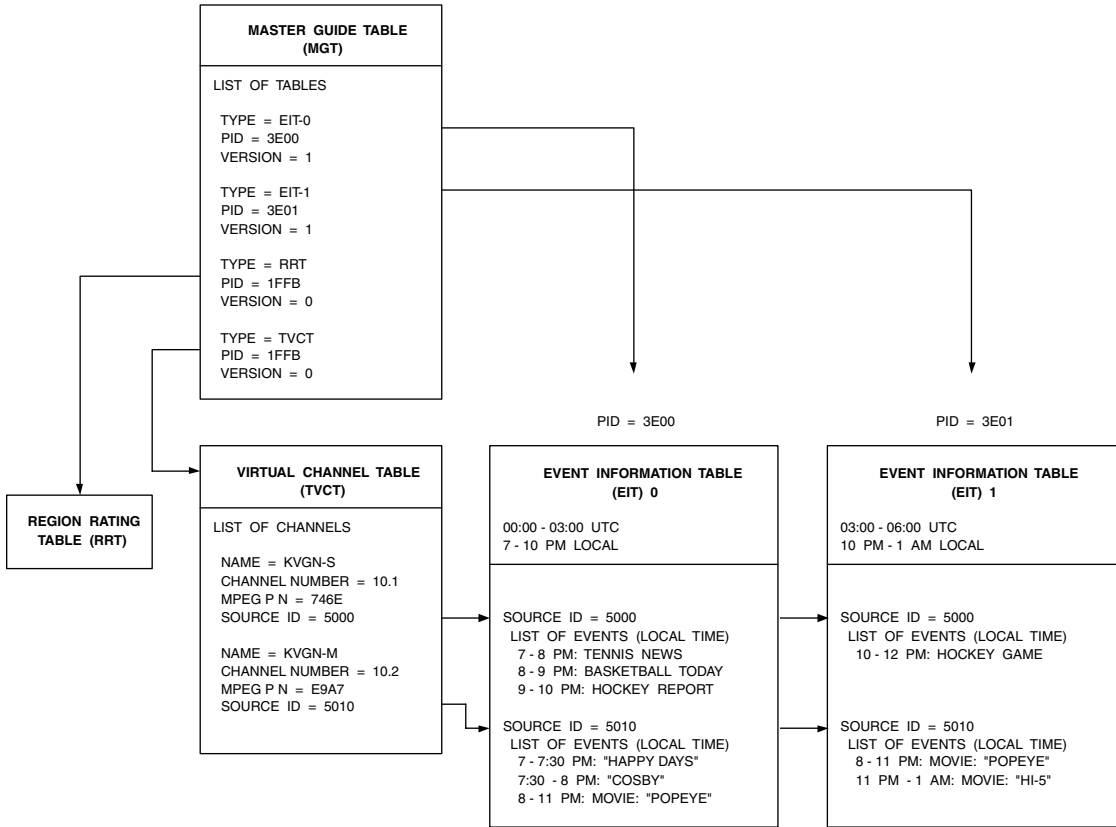 MASTER GUIDE TABLE
(MGT)
LIST OF TABLES
TYPE = EIT-0
PID = 3E00
VERSION = 1
TYPE = EIT-1
PID = 3E01
VERSION = 1
TYPE = RRT
PID = 1FFB
VERSION = 0
TYPE = TVCT
PID = 1FFB
VERSION = 0
REGION RATING
TABLE (RRT)
VIRTUAL CHANNEL TABLE
(TVCT)
LIST OF CHANNELS
NAME = KVGN-S
CHANNEL NUMBER = 10.1
MPEG P N = 746E
SOURCE ID = 5000
NAME = KVGN-M
CHANNEL NUMBER = 10.2
MPEG P N = E9A7
SOURCE ID = 5010
PID = 3E00
EVENT INFORMATION TABLE
(EIT) 0
00:00 - 03:00 UTC
7 - 10 PM LOCAL
SOURCE ID = 5000
LIST OF EVENTS (LOCAL TIME)
7 - 8 PM: TENNIS NEWS
8 - 9 PM: BASKETBALL TODAY
9 - 10 PM: HOCKEY REPORT
SOURCE ID = 5010
LIST OF EVENTS (LOCAL TIME)
7 - 7:30 PM: "HAPPY DAYS"
7:30 - 8 PM: "COSBY"
8 - 11 PM: MOVIE: "POPEYE"
PID = 3E01
EVENT INFORMATION TABLE
(EIT) 1
03:00 - 06:00 UTC
10 PM - 1 AM LOCAL
SOURCE ID = 5000
LIST OF EVENTS (LOCAL TIME)
10 - 12 PM: HOCKEY GAME
SOURCE ID = 5010
LIST OF EVENTS (LOCAL TIME)
8 - 11 PM: MOVIE: "POPEYE"
11 PM - 1 AM: MOVIE: "HI-5"